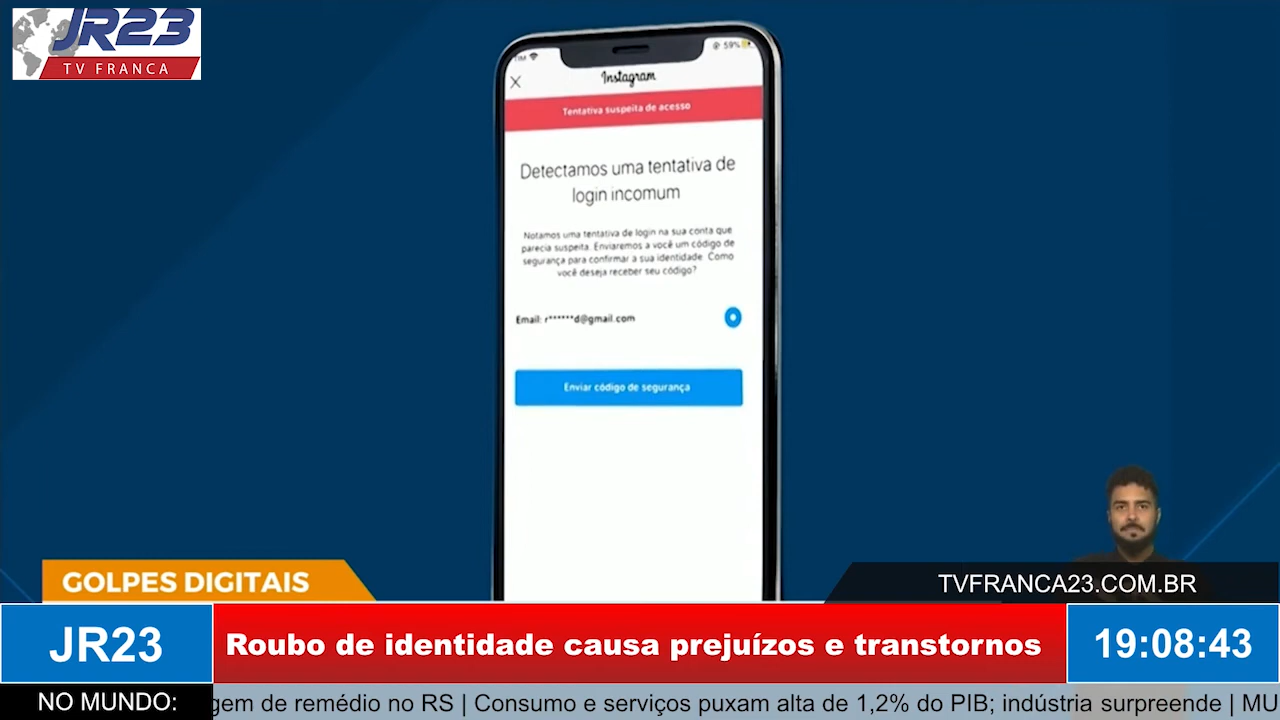 JR23
TV FRANCA
TIM
59%
Instagram
Tentativa suspeita de acesso
Detectamos uma tentativa de
login incomum
Notamos uma tentativa de login na sua conta que
parecia suspeita. Enviaremos a você um código de
segurança para confirmar a sua identidade. Como
você deseja receber seu código?
Email: r******d@gmail.com
Enviar código de segurança
GOLPES DIGITAIS
TVFRANCA23.COM.BR
JR23
Roubo de identidade causa prejuízos e transtornos
19:08:43
NO MUNDO:
gem de remédio no RS | Consumo e serviços puxam alta de 1,2% do PIB; indústria surpreende | MU